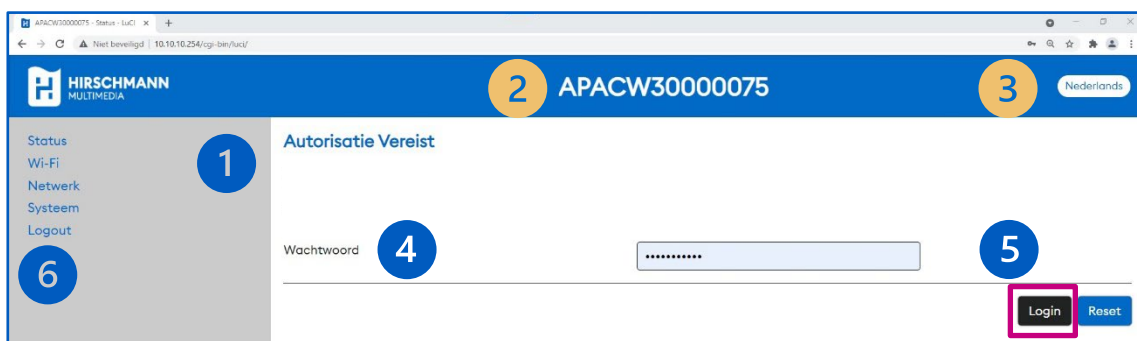 APACW30000075 - Status - LuCI
Niet beveiligd | 10.10.10.254/cgi-bin/luci/
HIRSCHMANN
MULTIMEDIA
2
APACW30000075
3
Nederlands
Status
Wi-Fi
Netwerk
Systeem
Logout
1
6
Autorisatie Vereist
Wachtwoord
4
•••••••••••
5
Login
Reset